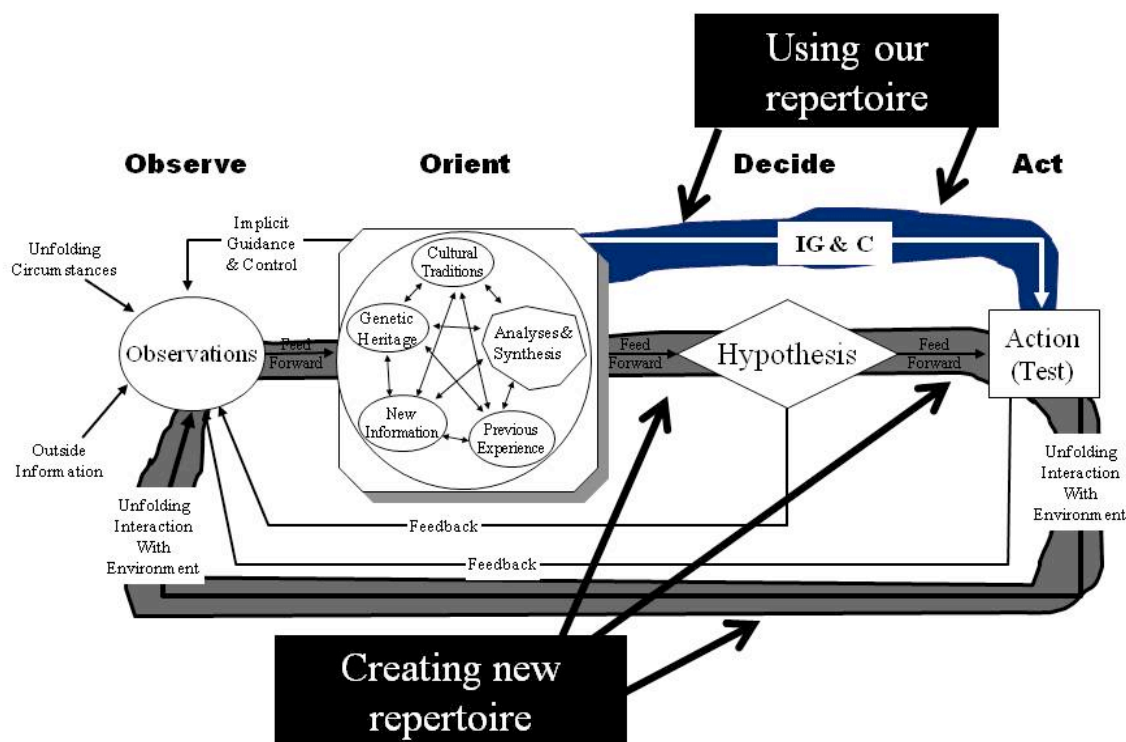 Using our
repertoire
Observe
Orient
Decide
Act
Implicit
Guidance
& Control
Unfolding
Circumstances
Observations
Outside
Information
Feed
Forward
Cultural
Traditions
Genetic
Heritage
Analyses&
Synthesis
New
Information
Previous
Experience
IG & C
Feed
Forward
Hypothesis
Feed
Forward
Action
(Test)
Unfolding
Interaction
With
Environment
Feedback
Feedback
Unfolding
Interaction
With
Environment
Creating new
repertoire